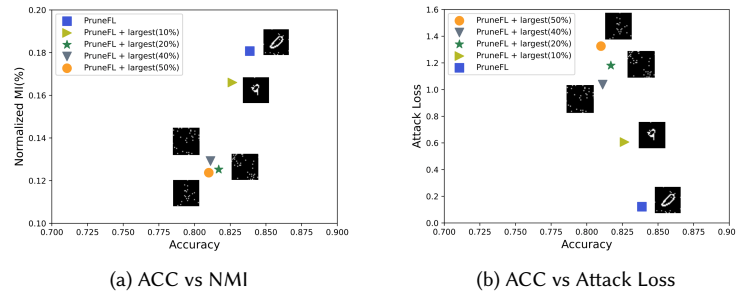 PruneFL
PruneFL + largest(10%)
PruneFL + largest(20%)
PruneFL + largest(40%)
PruneFL + largest(50%)
Normalized MI(%)
0.20
0.18
0.16
0.14
0.12
0.10
0.700 0.725 0.750 0.775 0.800 0.825 0.850 0.875 0.900
Accuracy
(a) ACC vs NMI
PruneFL + largest(50%)
PruneFL + largest(40%)
PruneFL + largest(20%)
PruneFL + largest(10%)
PruneFL
Attack Loss
1.6
1.4
1.2
1.0
0.8
0.6
0.4
0.2
0.0
0.700 0.725 0.750 0.775 0.800 0.825 0.850 0.875 0.900
Accuracy
(b) ACC vs Attack Loss